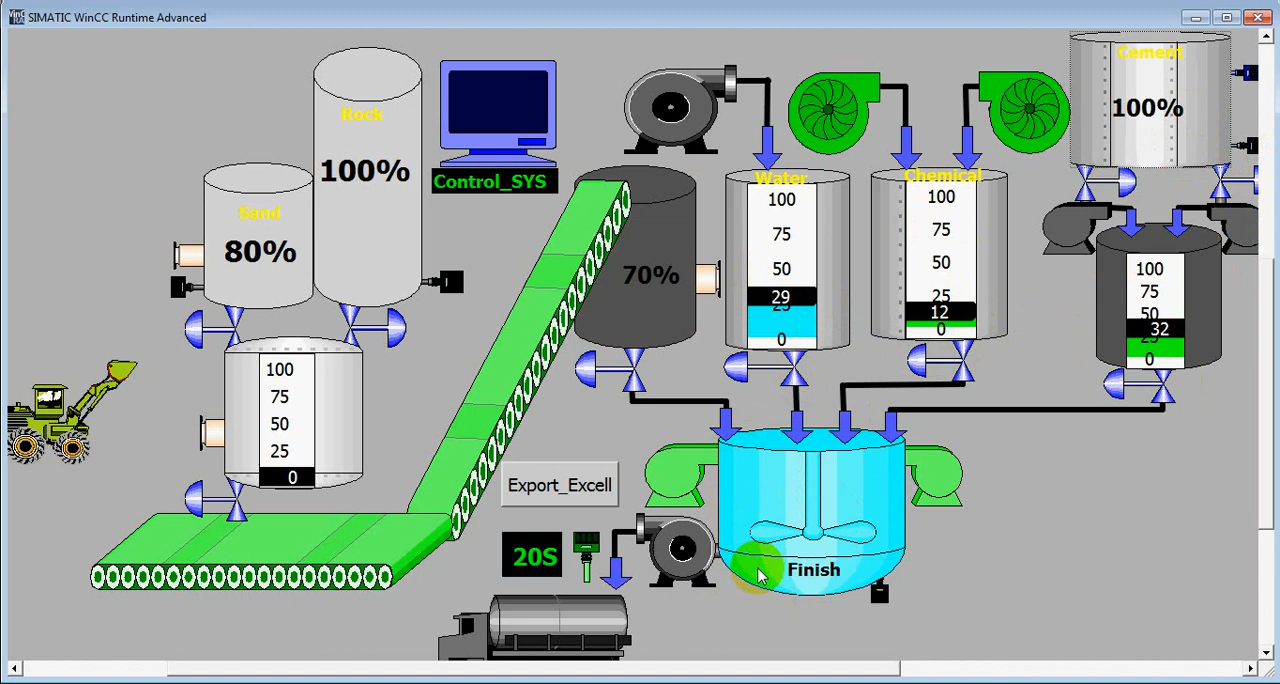 SIMATIC WinCC Runtime Advanced
Rock
100%
Sand
80%
Control_SYS
70%
Water
100
75
50
29
25
0
Chemical
100
75
50
25
12
0
Cement
100%
100
75
50
32
25
0
100
75
50
25
0
Export_Excell
20S
Finish